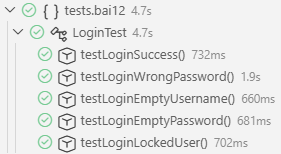 { } tests.bai12 4.7s
LoginTest 4.7s
testLoginSuccess() 732ms
testLoginWrongPassword() 1.9s
testLoginEmptyUsername() 660ms
testLoginEmptyPassword() 681ms
testLoginLockedUser() 702ms